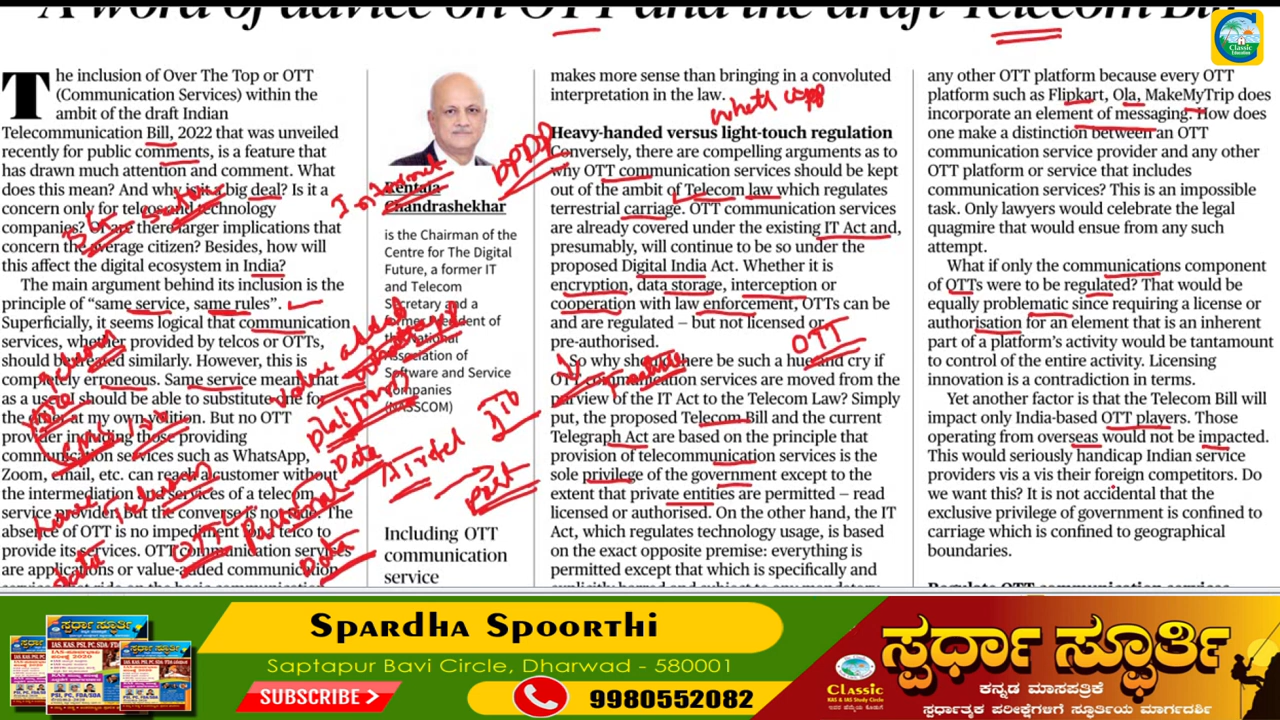 A word of advice on OTT and the draft Telecom Bill
The inclusion of Over The Top or OTT
(Communication Services) within the
ambit of the draft Indian
Telecommunication Bill, 2022 that was unveiled
recently for public comments, is a feature that
has drawn much attention and comment. What
does this mean? And why is it a big deal? Is it a
concern only for telcos and technology
companies? Or are there larger implications that
concern the average citizen? Besides, how will
this affect the digital ecosystem in India?
The main argument behind its inclusion is the
principle of “same service, same rules”.
Superficially, it seems logical that communication
services, whether provided by telcos or OTTs,
should be treated similarly. However, this is
completely erroneous. Same service means that
as a user I should be able to substitute one for
the other at my own volition. But no OTT
provider including those providing
communication services such as WhatsApp,
Zoom, email, etc. can reach a customer without
the intermediation and services of a telecom
service provider, but the converse is not true. The
absence of OTT is no impediment for a telco to
provide its services. OTT communication services
are applications or value-added communication
Rentala
Chandrashekhar
is the Chairman of the
Centre for The Digital
Future, a former IT
and Telecom
Secretary and a
former President of
the National
Association of
Software and Service
Companies
(NASSCOM)
Including OTT
communication
service
makes more sense than bringing in a convoluted
interpretation in the law.
Heavy-handed versus light-touch regulation
Conversely, there are compelling arguments as to
why OTT communication services should be kept
out of the ambit of Telecom law which regulates
terrestrial carriage. OTT communication services
are already covered under the existing IT Act and,
presumably, will continue to be so under the
proposed Digital India Act. Whether it is
encryption, data storage, interception or
cooperation with law enforcement, OTTs can be
and are regulated — but not licensed or
pre-authorised.
So why should there be such a hue and cry if
OTT communication services are moved from the
purview of the IT Act to the Telecom Law? Simply
put, the proposed Telecom Bill and the current
Telegraph Act are based on the principle that
provision of telecommunication services is the
sole privilege of the government except to the
extent that private entities are permitted — read
licensed or authorised. On the other hand, the IT
Act, which regulates technology usage, is based
on the exact opposite premise: everything is
permitted except that which is specifically and
any other OTT platform because every OTT
platform such as Flipkart, Ola, MakeMyTrip does
incorporate an element of messaging. How does
one make a distinction between an OTT
communication service provider and any other
OTT platform or service that includes
communication services? This is an impossible
task. Only lawyers would celebrate the legal
quagmire that would ensue from any such
attempt.
What if only the communications component
of OTTs were to be regulated? That would be
equally problematic since requiring a license or
authorisation for an element that is an inherent
part of a platform’s activity would be tantamount
to control of the entire activity. Licensing
innovation is a contradiction in terms.
Yet another factor is that the Telecom Bill will
impact only India-based OTT players. Those
operating from overseas would not be impacted.
This would seriously handicap Indian service
providers vis a vis their foreign competitors. Do
we want this? It is not accidental that the
exclusive privilege of government is confined to
carriage which is confined to geographical
boundaries.
Internet
DPDP
OTT
Airtel
Jio
OTT
Personal
Data
Classic
Education
SPARDHA SPOORTHI
Saptapur Bavi Circle Dharwad - 580001
SUBSCRIBE >
9980552082
Classic
KAS & IAS Study Circle
ಸ್ಪರ್ಧಾ ಸ್ಫೂರ್ತಿ
ಕನ್ನಡ ಮಾಸಪತ್ರಿಕೆ
ಸ್ಪರ್ಧಾತ್ಮಕ ಪರೀಕ್ಷೆಗಳಿಗೆ ಸ್ಫೂರ್ತಿಯ ಮಾರ್ಗದರ್ಶಿ